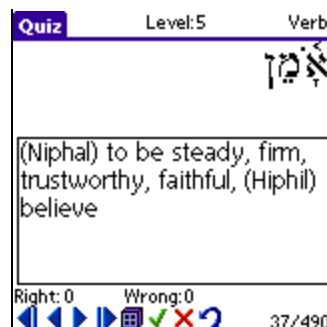 Quiz Level:5 Verb
אָֹמֵן
(Niphal) to be steady, firm,
trustworthy, faithful, (Hiphil)
believe
Right: 0 Wrong:0
37/490